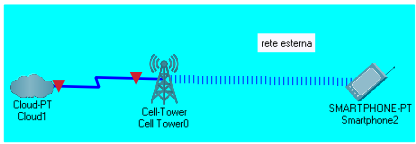 rete esterna
Cloud-PT
Cloud1
Cell-Tower
Cell Tower0
SMARTPHONE-PT
Smartphone2